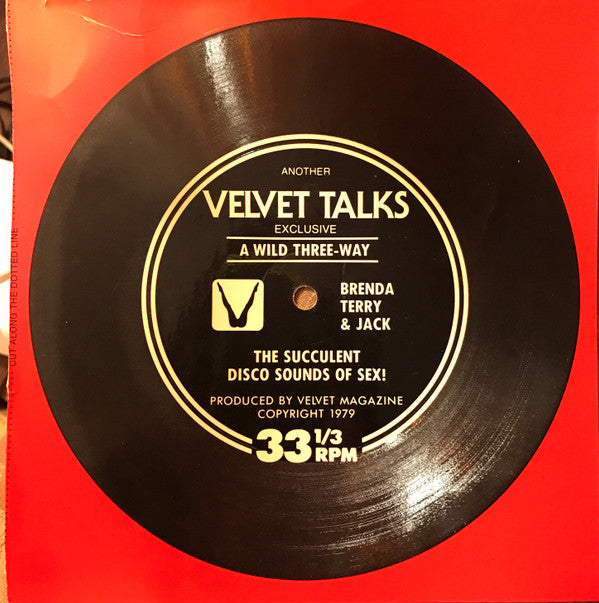 CUT ALONG THE DOTTED LINE
ANOTHER
VELVET TALKS
EXCLUSIVE
A WILD THREE-WAY
BRENDA
TERRY
& JACK
THE SUCCULENT
DISCO SOUNDS OF SEX!
PRODUCED BY VELVET MAGAZINE
COPYRIGHT 1979
33 1/3
RPM